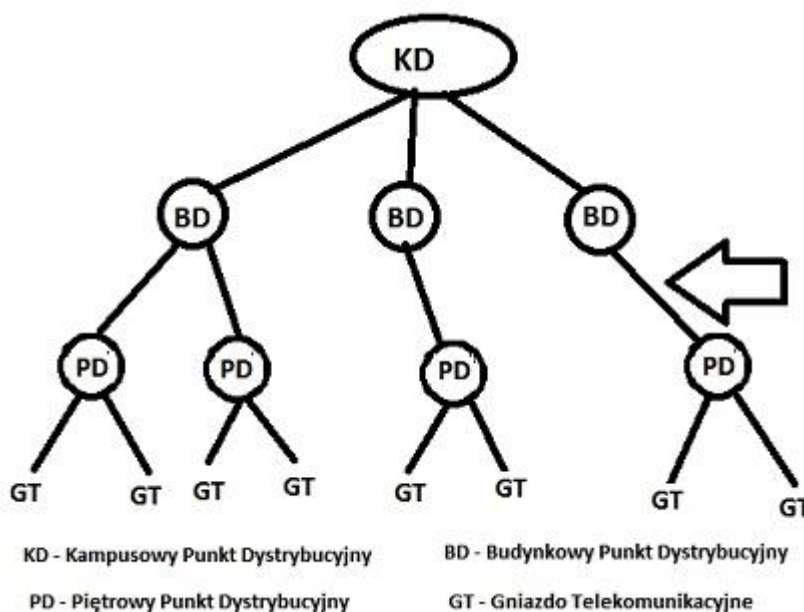 KD
BD BD BD
PD PD PD PD
GT GT GT GT GT GT GT GT
KD - Kampusowy Punkt Dystrybucyjny BD - Budynkowy Punkt Dystrybucyjny
PD - Piętrowy Punkt Dystrybucyjny GT - Gniazdo Telekomunikacyjne